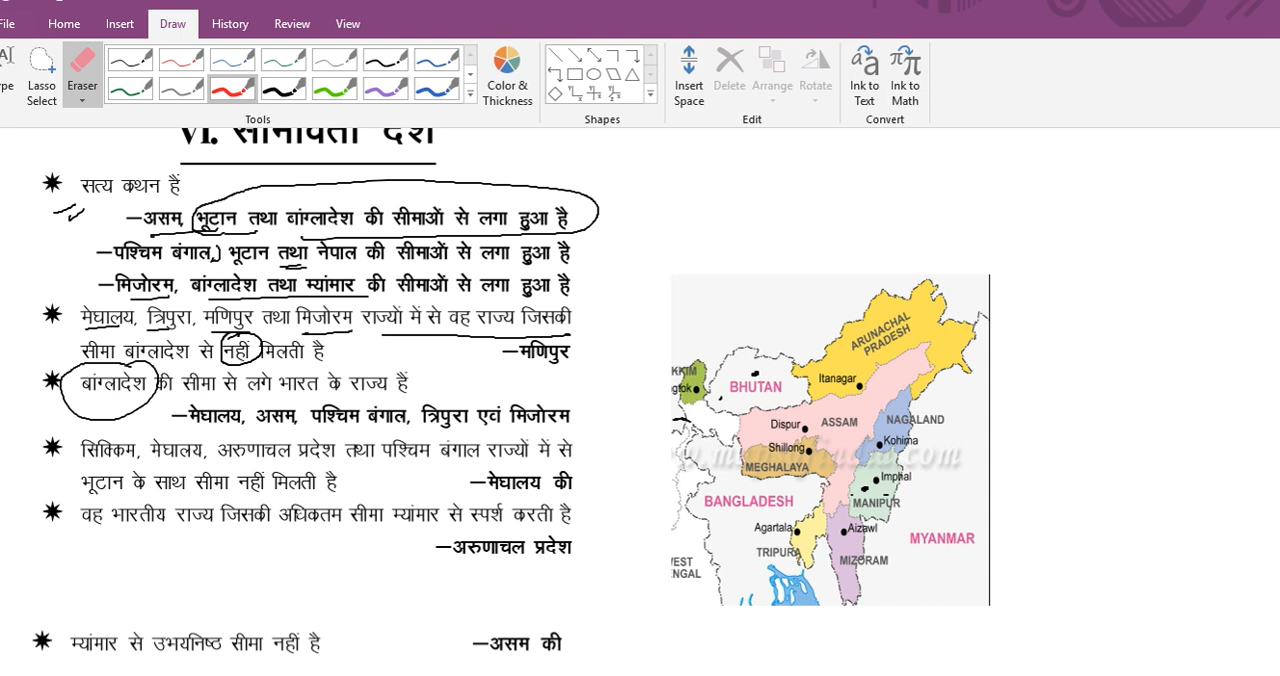 File Home Insert Draw History Review View
Lasso Select
Eraser
Color & Thickness
Insert Space
Delete
Arrange
Rotate
Ink to Text
Ink to Math
Tools
Shapes
Edit
Convert
VI. सीमावर्ती देश
सत्य कथन हैं
—असम, भूटान तथा बांग्लादेश की सीमाओं से लगा हुआ है
—पश्चिम बंगाल, भूटान तथा नेपाल की सीमाओं से लगा हुआ है
—मिजोरम, बांग्लादेश तथा म्यांमार की सीमाओं से लगा हुआ है
मेघालय, त्रिपुरा, मणिपुर तथा मिजोरम राज्यों में से वह राज्य जिसकी
सीमा बांग्लादेश से नहीं मिलती है —मणिपुर
बांग्लादेश की सीमा से लगे भारत के राज्य हैं
—मेघालय, असम, पश्चिम बंगाल, त्रिपुरा एवं मिजोरम
सिक्किम, मेघालय, अरुणाचल प्रदेश तथा पश्चिम बंगाल राज्यों में से
भूटान के साथ सीमा नहीं मिलती है —मेघालय की
वह भारतीय राज्य जिसकी अधिकतम सीमा म्यांमार से स्पर्श करती है
—अरुणाचल प्रदेश
म्यांमार से उभयनिष्ठ सीमा नहीं है —असम की
ARUNACHAL
PRADESH
BHUTAN
Itanagar
ASSAM
NAGALAND
Dispur
Kohima
Shillong
MEGHALAYA
Imphal
MANIPUR
BANGLADESH
Agartala
Aizawl
MYANMAR
TRIPURA
MIZORAM